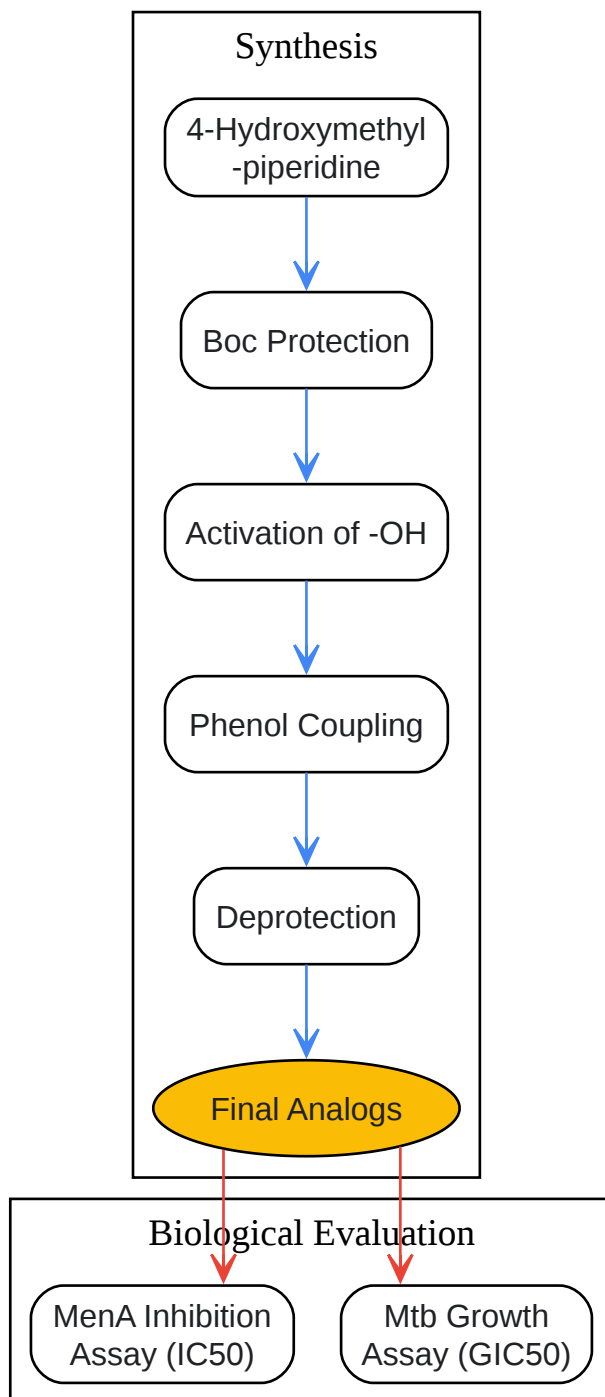 Synthesis
4-Hydroxymethyl
-piperidine
Boc Protection
Activation of -OH
Phenol Coupling
Deprotection
Final Analogs
Biological Evaluation
MenA Inhibition
Assay (IC50)
Mtb Growth
Assay (GIC50)